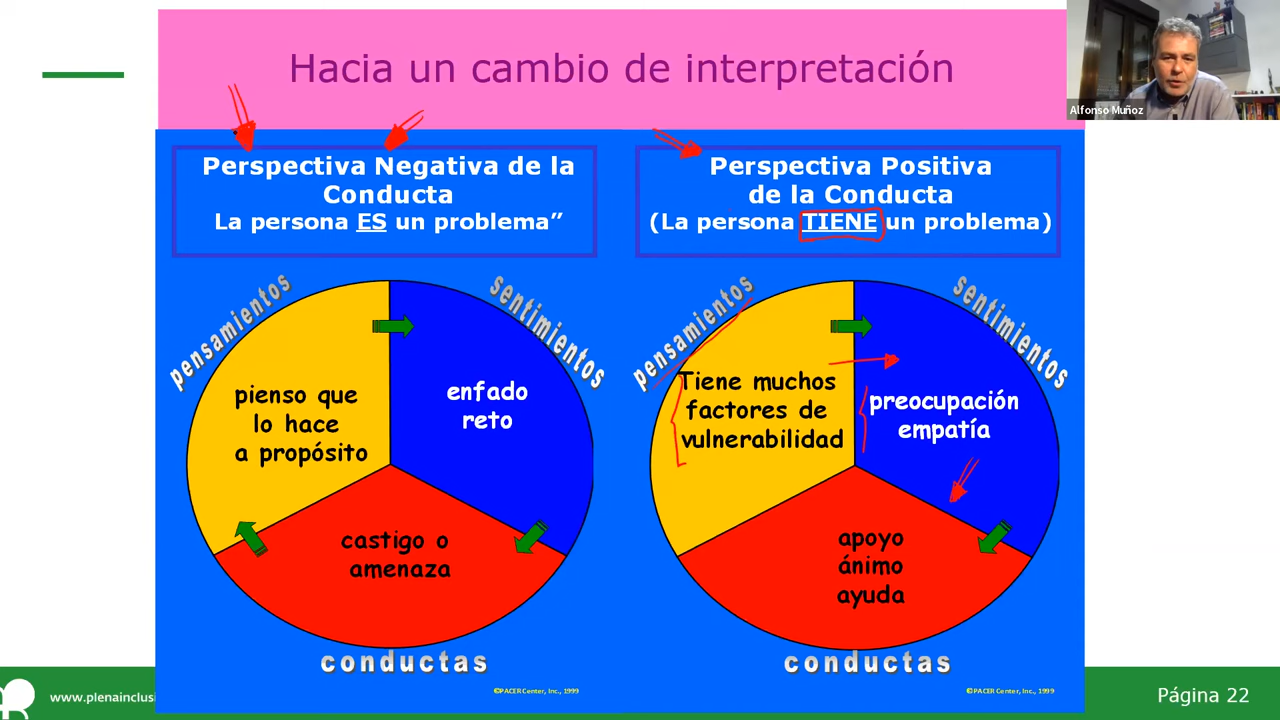 Hacia un cambio de interpretación
Alfonso Muñoz
Perspectiva Negativa de la
Conducta
La persona ES un problema”
Perspectiva Positiva
de la Conducta
(La persona TIENE un problema)
pensamientos
sentimientos
pienso que
lo hace
a propósito
enfado
reto
castigo o
amenaza
conductas
©PACER Center, Inc., 1999
pensamientos
sentimientos
Tiene muchos
factores de
vulnerabilidad
preocupación
empatía
apoyo
ánimo
ayuda
conductas
©PACER Center, Inc., 1999
www.plenainclusi
Página 22